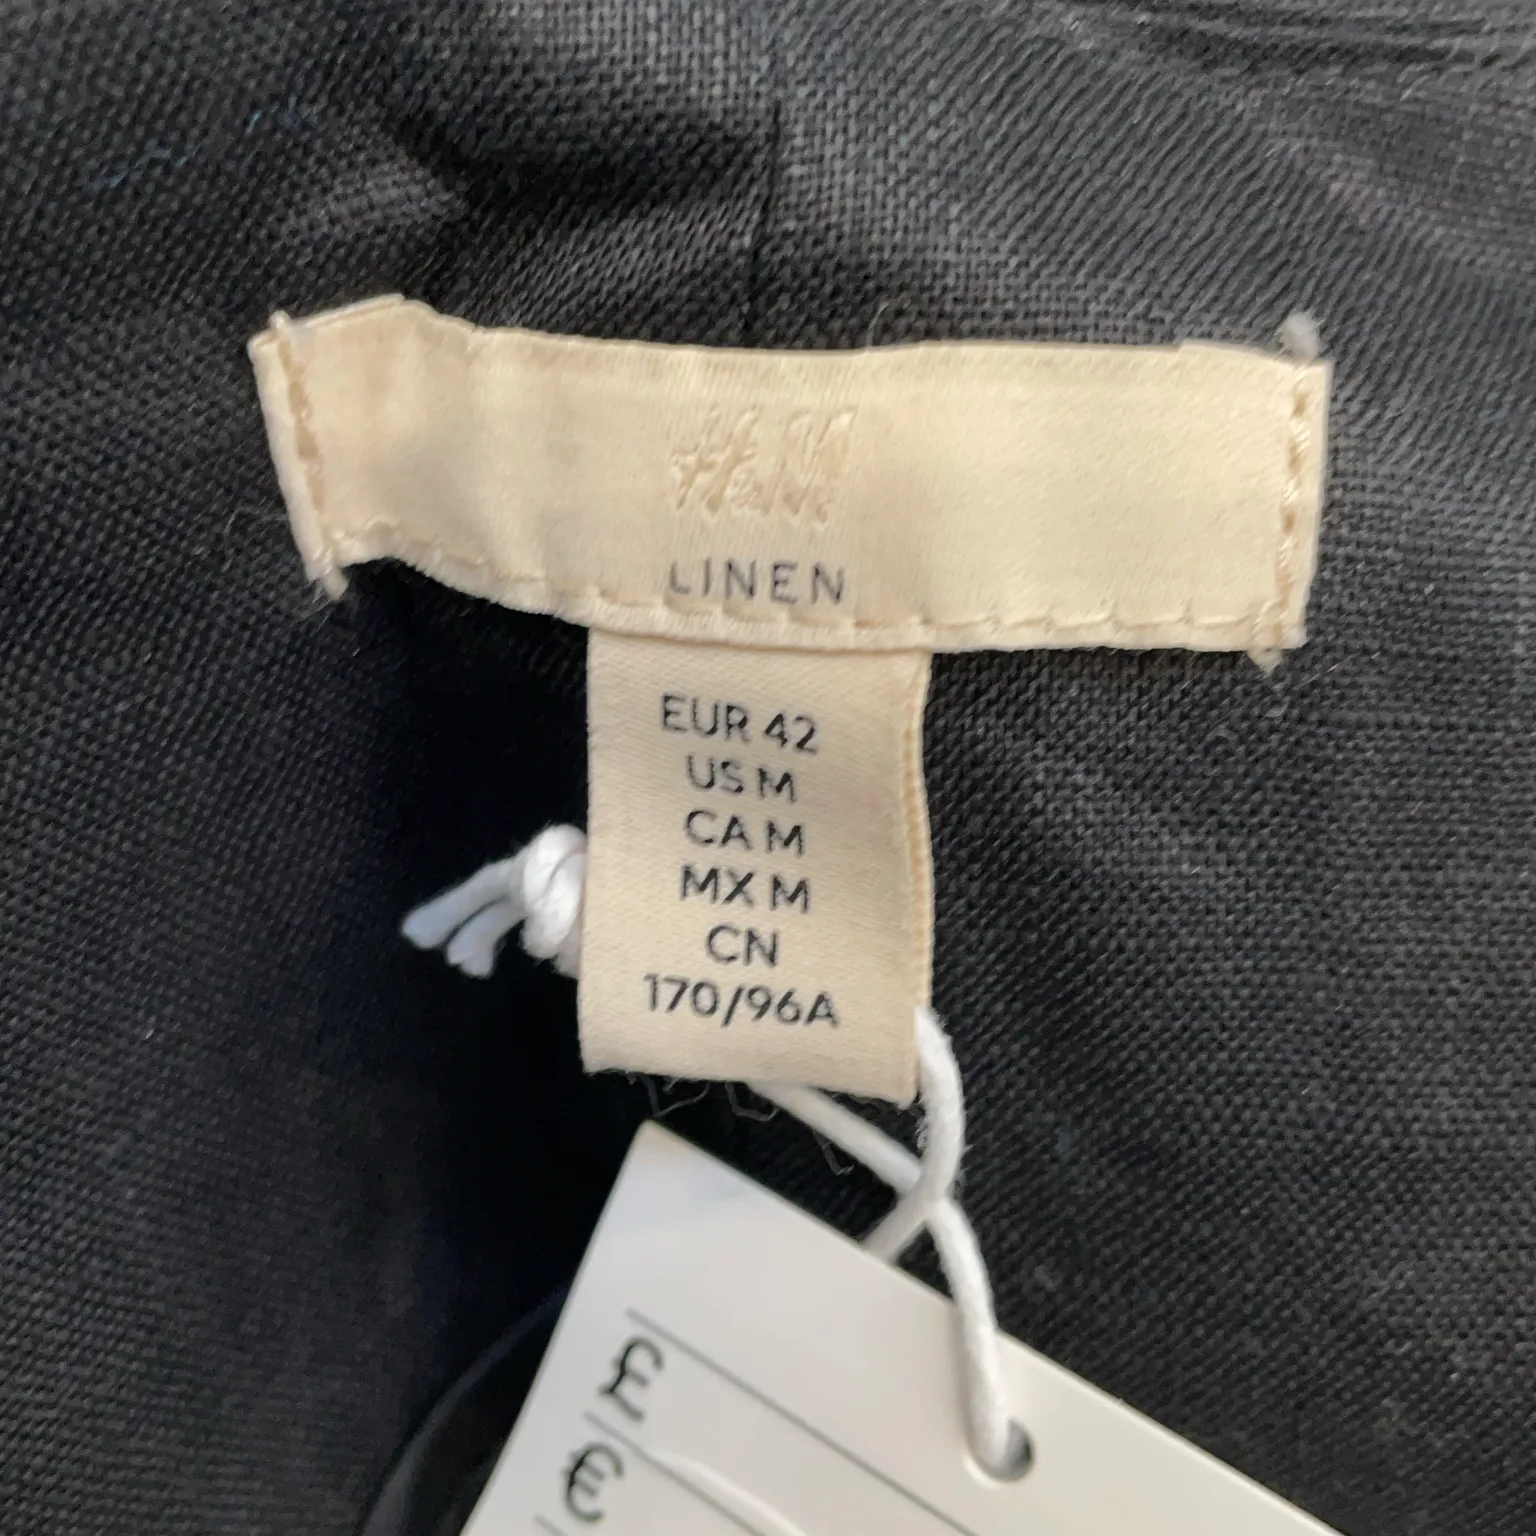 H&M
LINEN
EUR 42
US M
CA M
MX M
CN
170/96A